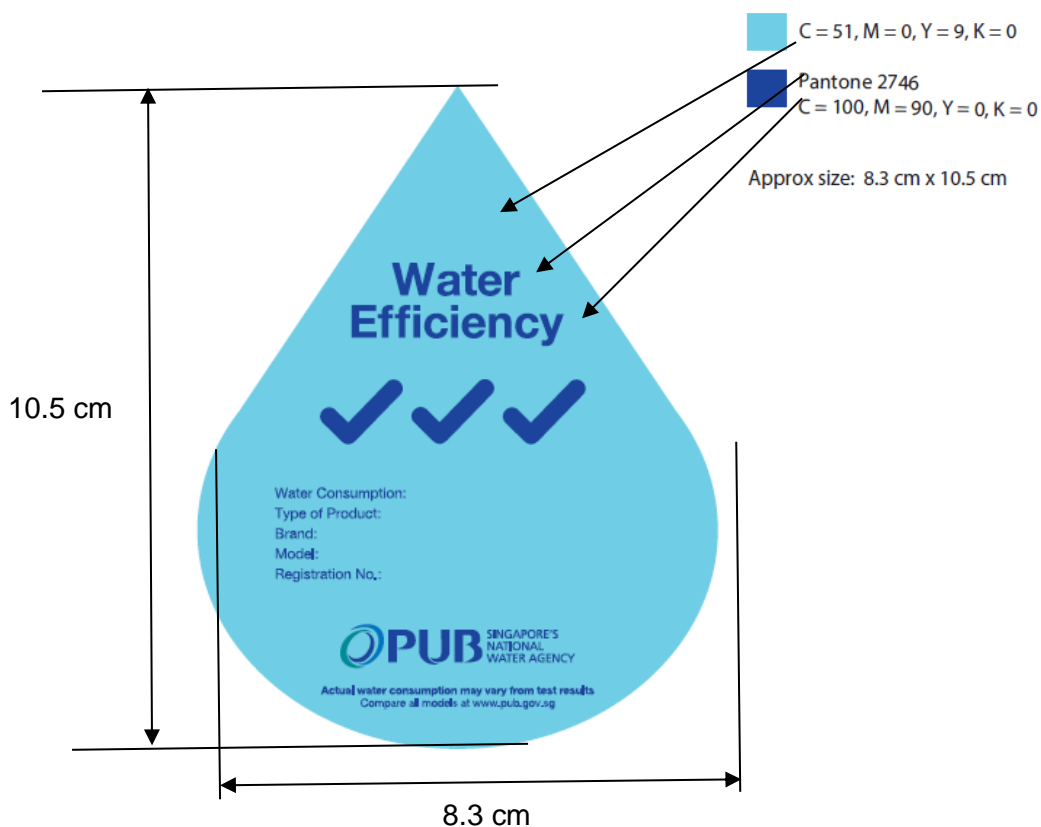 C = 51, M = 0, Y = 9, K = 0
Pantone 2746
C = 100, M = 90, Y = 0, K = 0
Approx size: 8.3 cm x 10.5 cm
Water
Efficiency
10.5 cm
Water Consumption:
Type of Product:
Brand:
Model:
Registration No.:
PUB
SINGAPORE'S
NATIONAL
WATER AGENCY
Actual water consumption may vary from test results
Compare all models at www.pub.gov.sg
8.3 cm